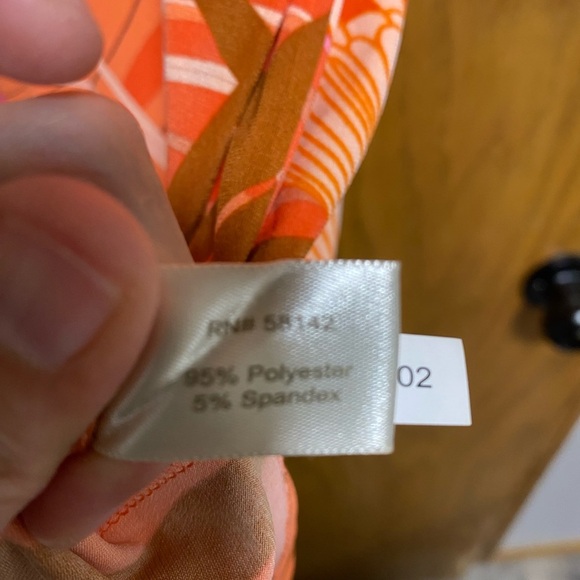 RN# 58142
95% Polyester
5% Spandex
02